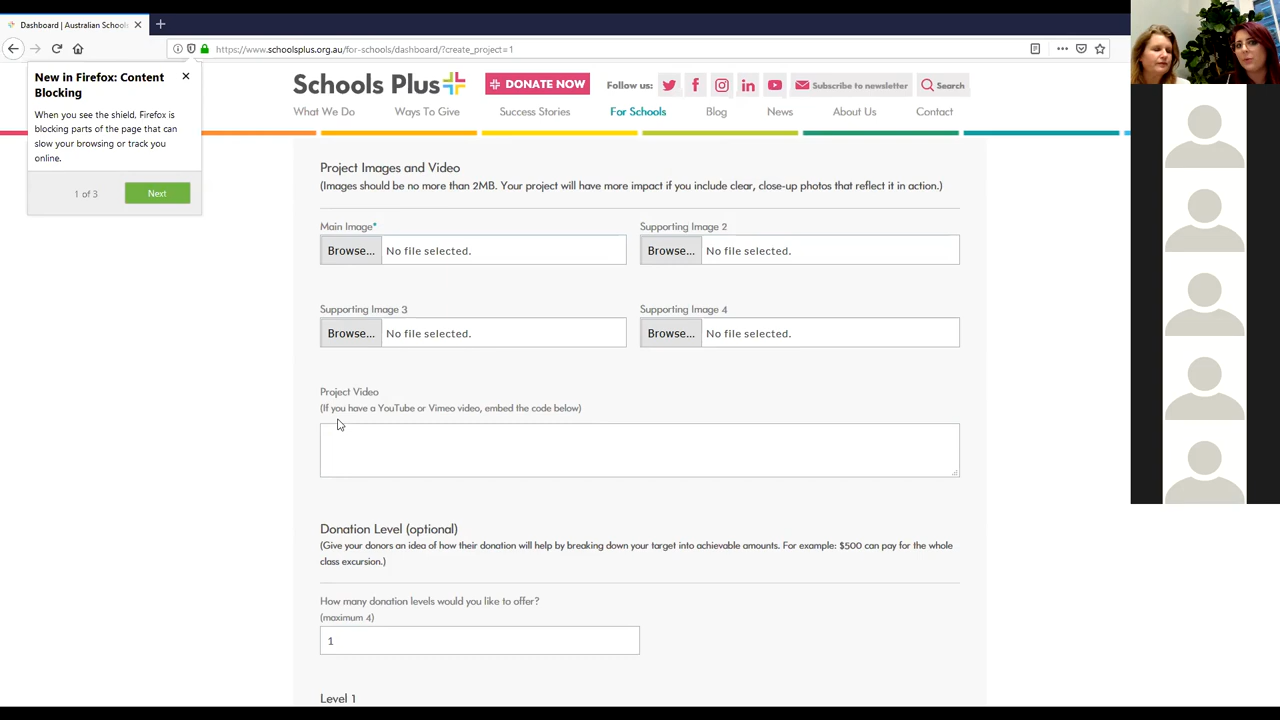 Dashboard | Australian Schools
https://www.schoolsplus.org.au/for-schools/dashboard/?create_project=1
New in Firefox: Content
Blocking
When you see the shield, Firefox is
blocking parts of the page that can
slow your browsing or track you
online.
1 of 3
Next
Schools Plus
DONATE NOW
Follow us:
Subscribe to newsletter
Search
What We Do
Ways To Give
Success Stories
For Schools
Blog
News
About Us
Contact
Project Images and Video
(Images should be no more than 2MB. Your project will have more impact if you include clear, close-up photos that reflect it in action.)
Main Image*
Supporting Image 2
Browse... No file selected.
Browse... No file selected.
Supporting Image 3
Supporting Image 4
Browse... No file selected.
Browse... No file selected.
Project Video
(If you have a YouTube or Vimeo video, embed the code below)
Donation Level (optional)
(Give your donors an idea of how their donation will help by breaking down your target into achievable amounts. For example: $500 can pay for the whole
class excursion.)
How many donation levels would you like to offer?
(maximum 4)
1
Level 1